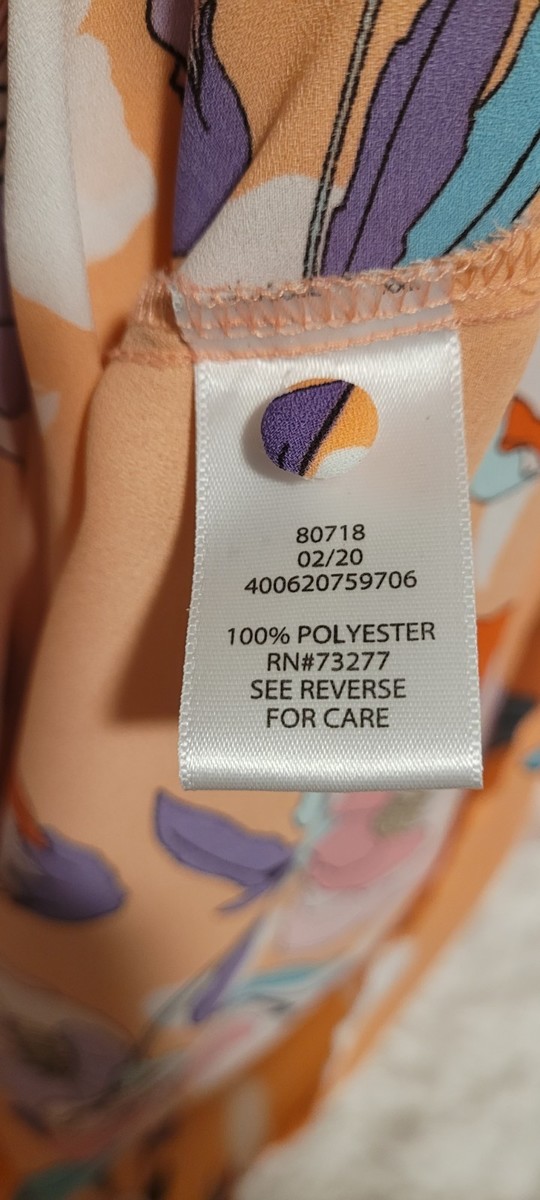 80718
02/20
400620759706
100% POLYESTER
RN#73277
SEE REVERSE
FOR CARE